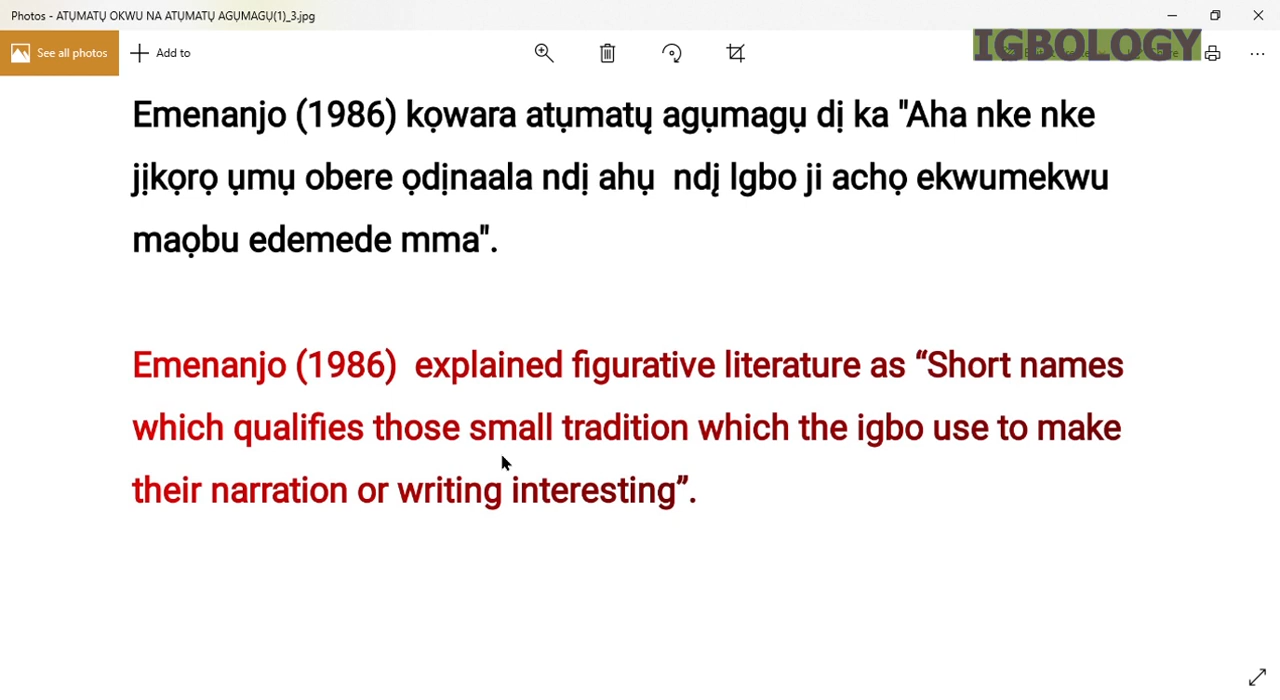 Photos - ATỤMATỤ OKWU NA ATỤMATỤ AGỤMAGỤ(1)_3.jpg
See all photos
Add to
IGBOLOGY
Emenanjo (1986) kọwara atụmatụ agụmagụ dị ka "Aha nke nke
jịkọrọ ụmụ obere ọdịnaala ndị ahụ ndị Igbo ji achọ ekwumekwu
maọbu edemede mma".
Emenanjo (1986) explained figurative literature as “Short names
which qualifies those small tradition which the igbo use to make
their narration or writing interesting”.